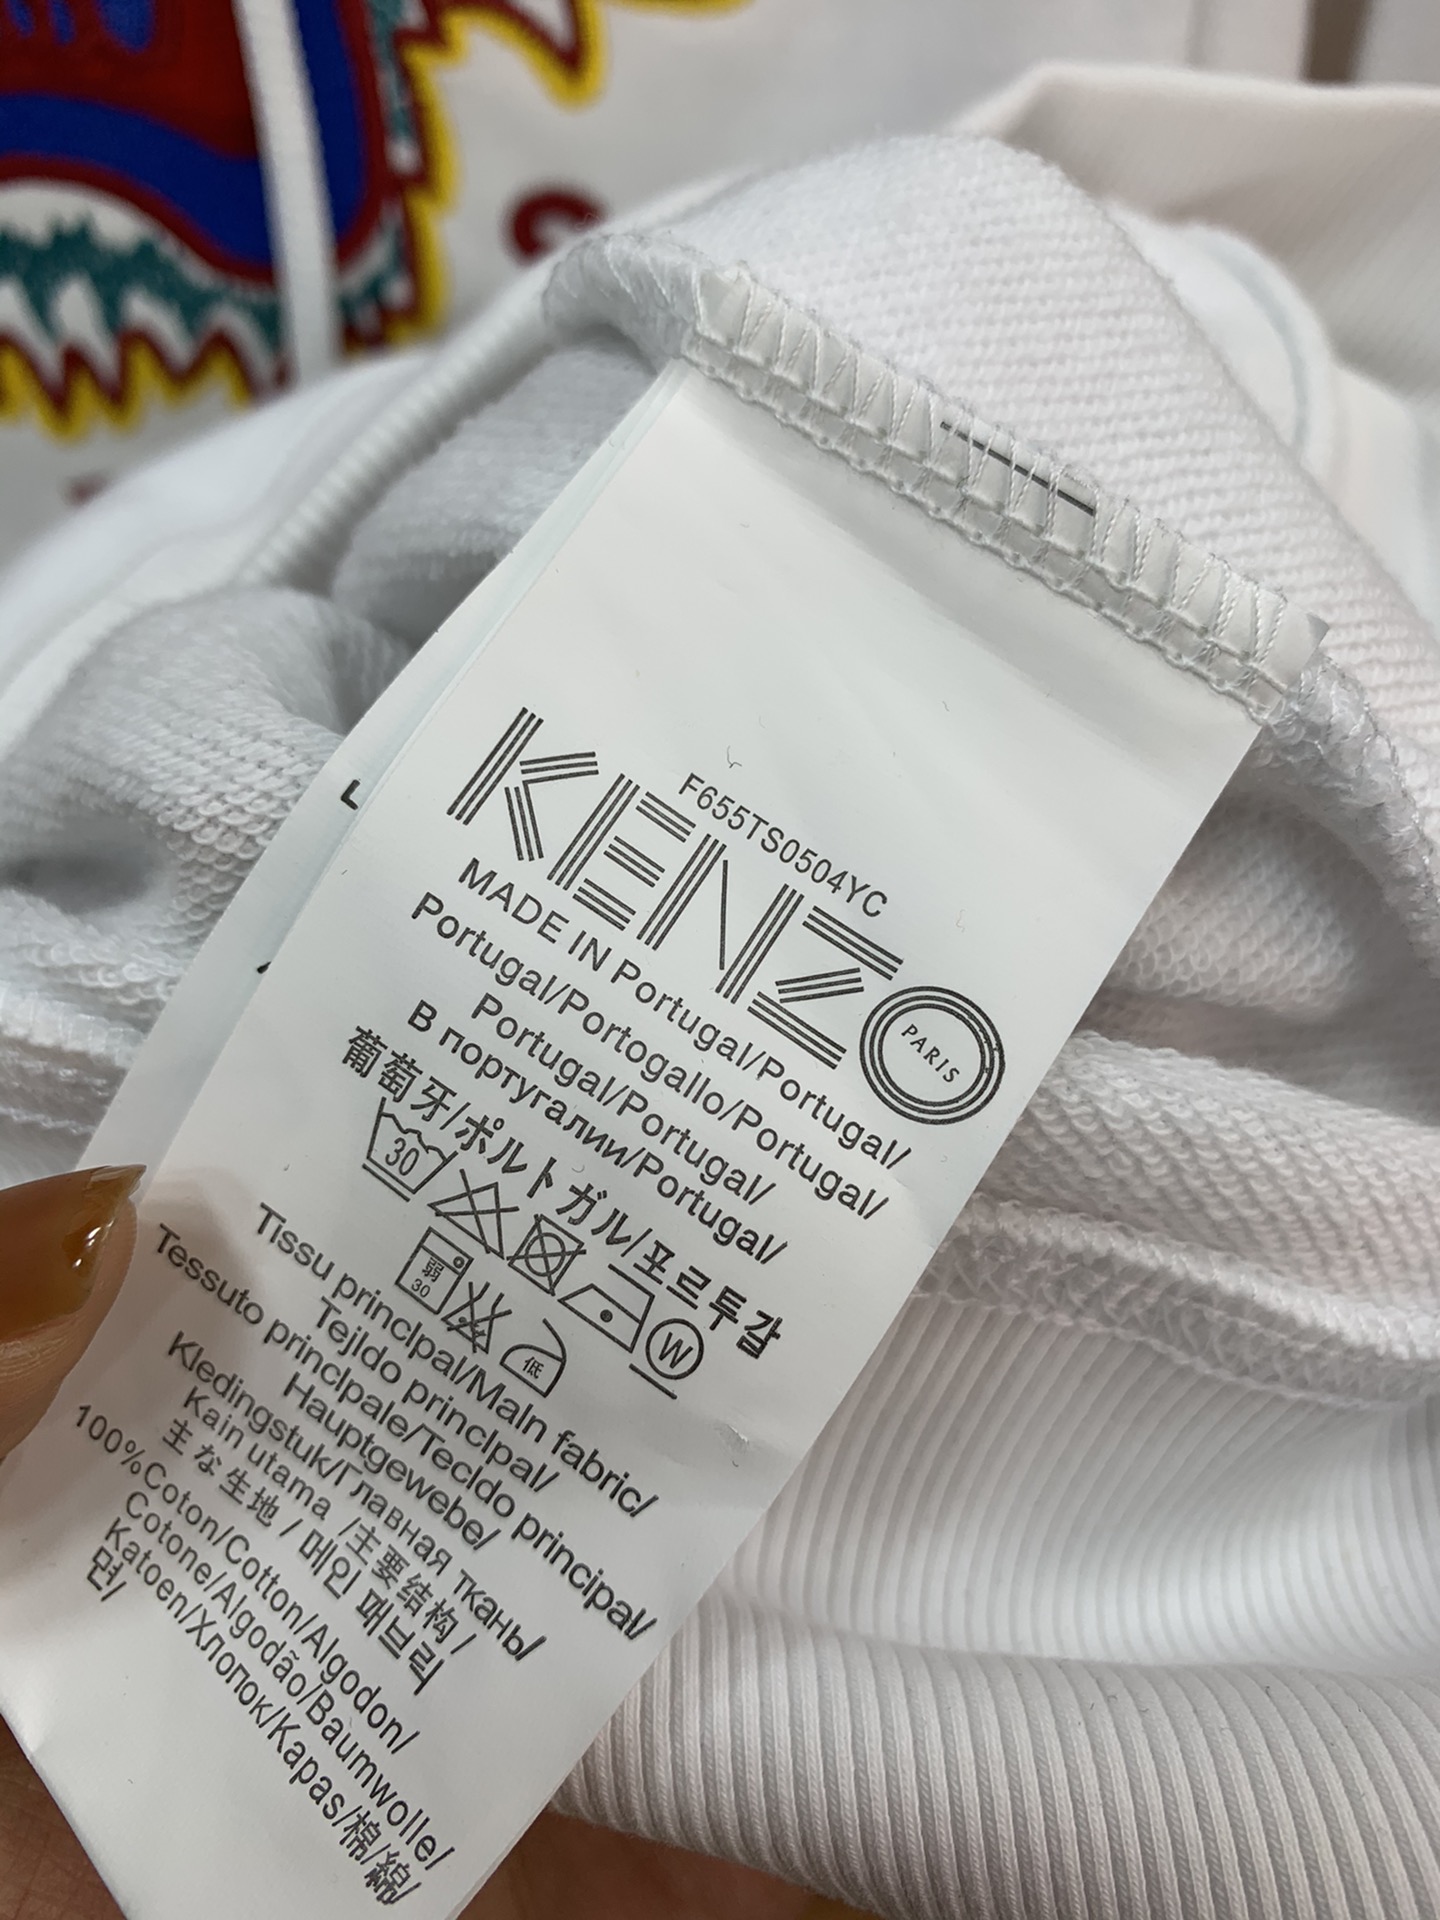 F655TS0504YC
KENZO
PARIS
MADE IN Portugal/Portugal/
Portugal/Portogallo/Portugal/
Portugal/Portugal/
В португалии/Portugal/
葡萄牙/ポルトガル/포르투갈
30
W
弱
30
低
Tissu principal/Main fabric/
Tejido principal/
Tessuto principale/Tecido principal/
Hauptgewebe/
Kledingstuk/Главная ткань/
Kain utama /主要结构 /
主な生地 / 메인 패브릭
100%Coton/Cotton/Algodon/
Cotone/Algodão/Baumwolle/
Katoen/Хлопок/Kapas/棉/綿/
면/
L